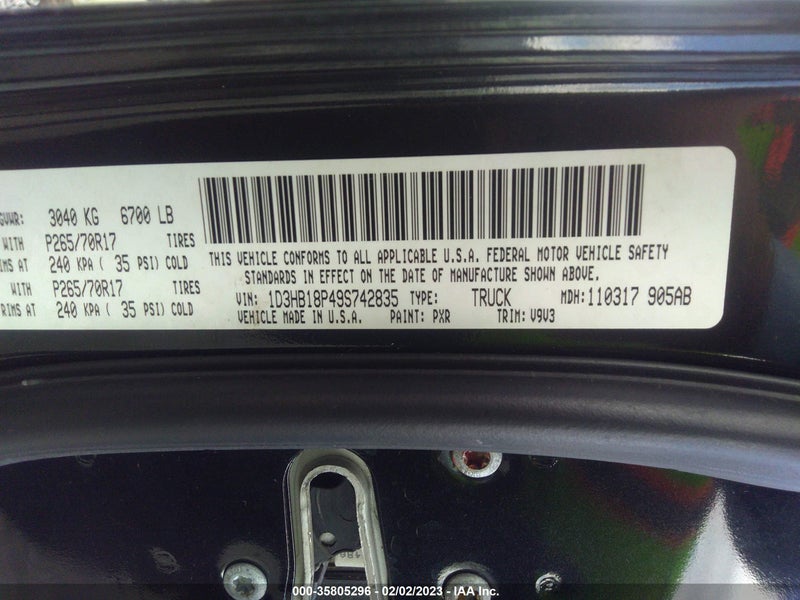 GVWR: 3040 KG 6700 LB
WITH P265/70R17 TIRES
RIMS AT 240 KPA ( 35 PSI) COLD
WITH P265/70R17 TIRES
RIMS AT 240 KPA ( 35 PSI) COLD
THIS VEHICLE CONFORMS TO ALL APPLICABLE U.S.A. FEDERAL MOTOR VEHICLE SAFETY
STANDARDS IN EFFECT ON THE DATE OF MANUFACTURE SHOWN ABOVE.
VIN: 1D3HB18P49S742835 TYPE: TRUCK MDH: 110317 905AB
VEHICLE MADE IN U.S.A. PAINT: PXR TRIM: V9V3
000-35805296 - 02/02/2023 - IAA Inc.